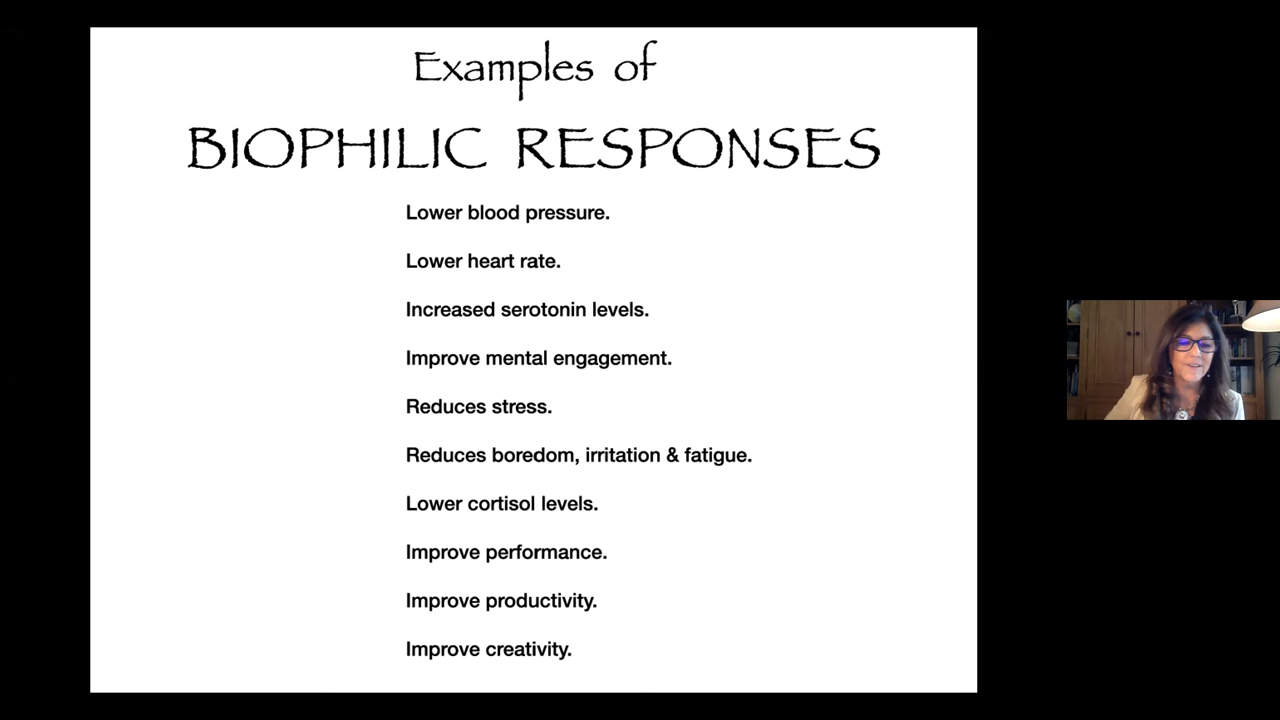 Examples of
BIOPHILIC RESPONSES
Lower blood pressure.
Lower heart rate.
Increased serotonin levels.
Improve mental engagement.
Reduces stress.
Reduces boredom, irritation & fatigue.
Lower cortisol levels.
Improve performance.
Improve productivity.
Improve creativity.